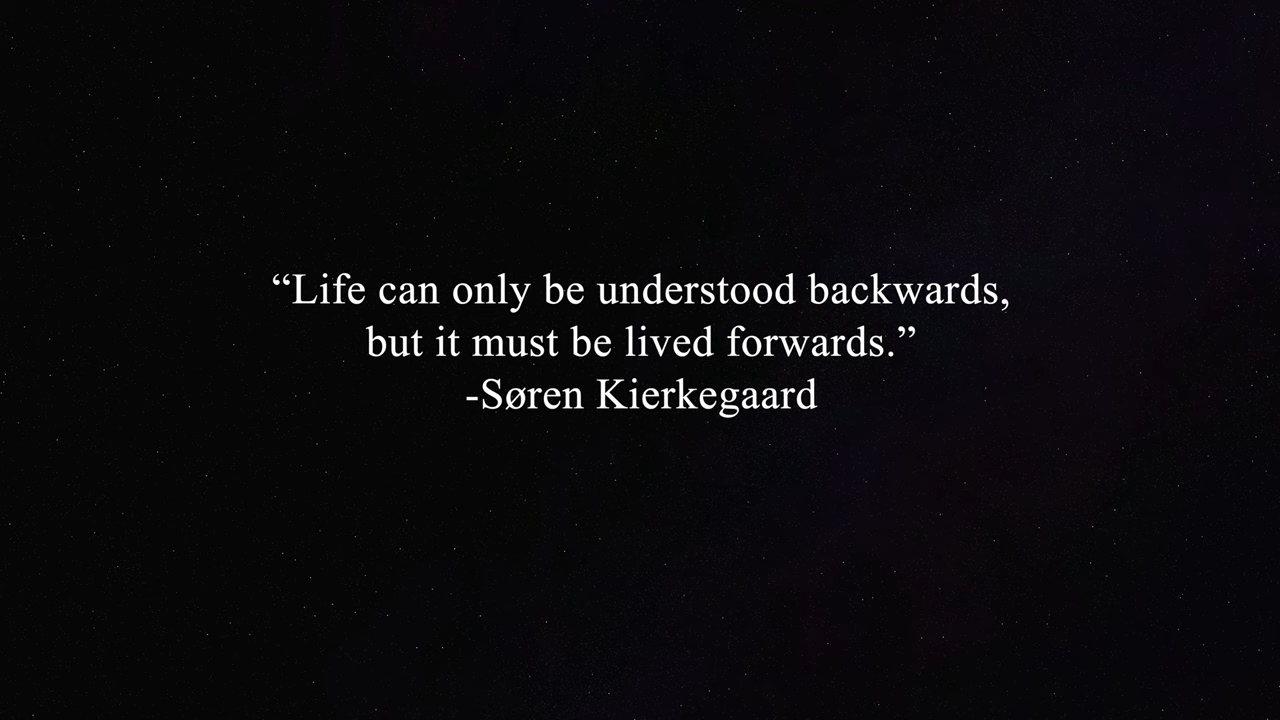 “Life can only be understood backwards,
but it must be lived forwards.”
-Søren Kierkegaard